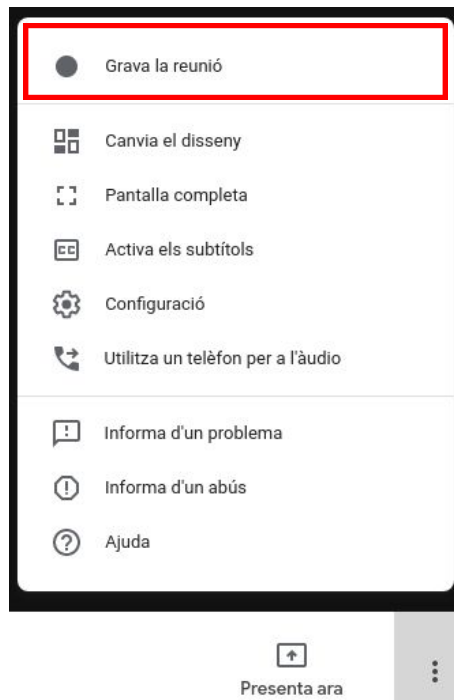 Grava la reunió
Canvia el disseny
Pantalla completa
CC
Activa els subtítols
Configuració
Utilitza un telèfon per a l'àudio
Informa d'un problema
Informa d'un abús
Ajuda
Presenta ara